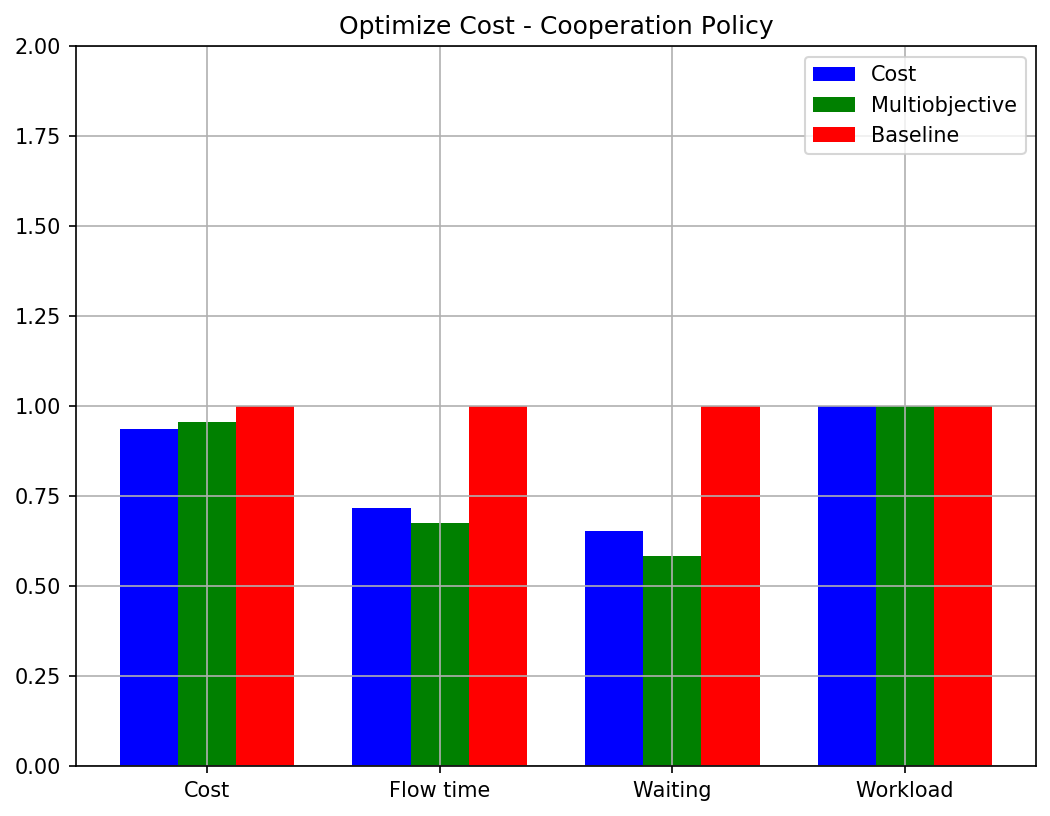 Optimize Cost - Cooperation Policy
2.00
1.75
1.50
1.25
1.00
0.75
0.50
0.25
0.00
Cost
Multiobjective
Baseline
Cost Flow time Waiting Workload